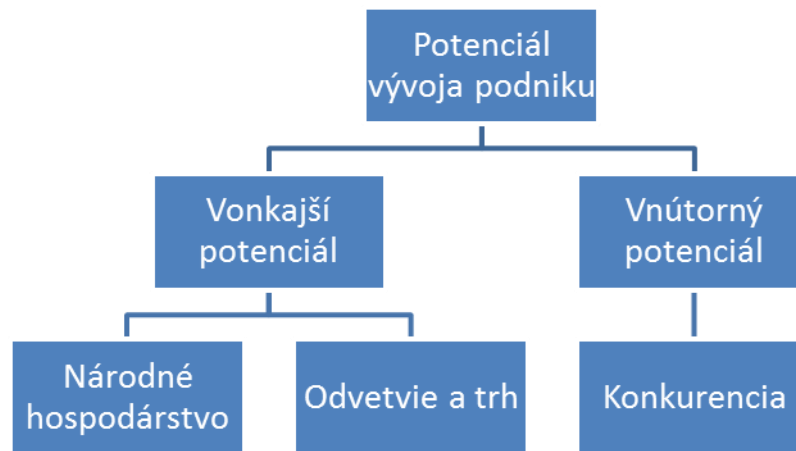 Potenciál
vývoja podniku
Vonkajší
potenciál
Vnútorný
potenciál
Národné
hospodárstvo
Odvetvie a trh
Konkurencia